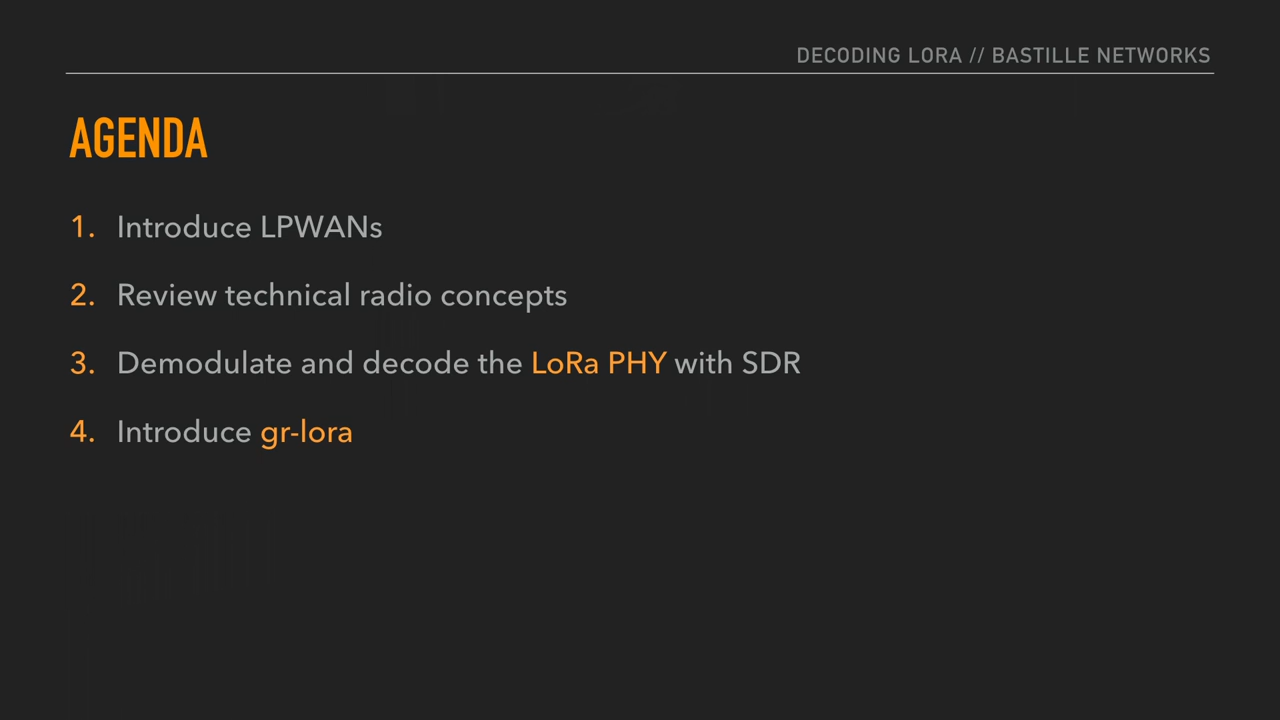 DECODING LORA // BASTILLE NETWORKS
AGENDA
1. Introduce LPWANs
2. Review technical radio concepts
3. Demodulate and decode the LoRa PHY with SDR
4. Introduce gr-lora